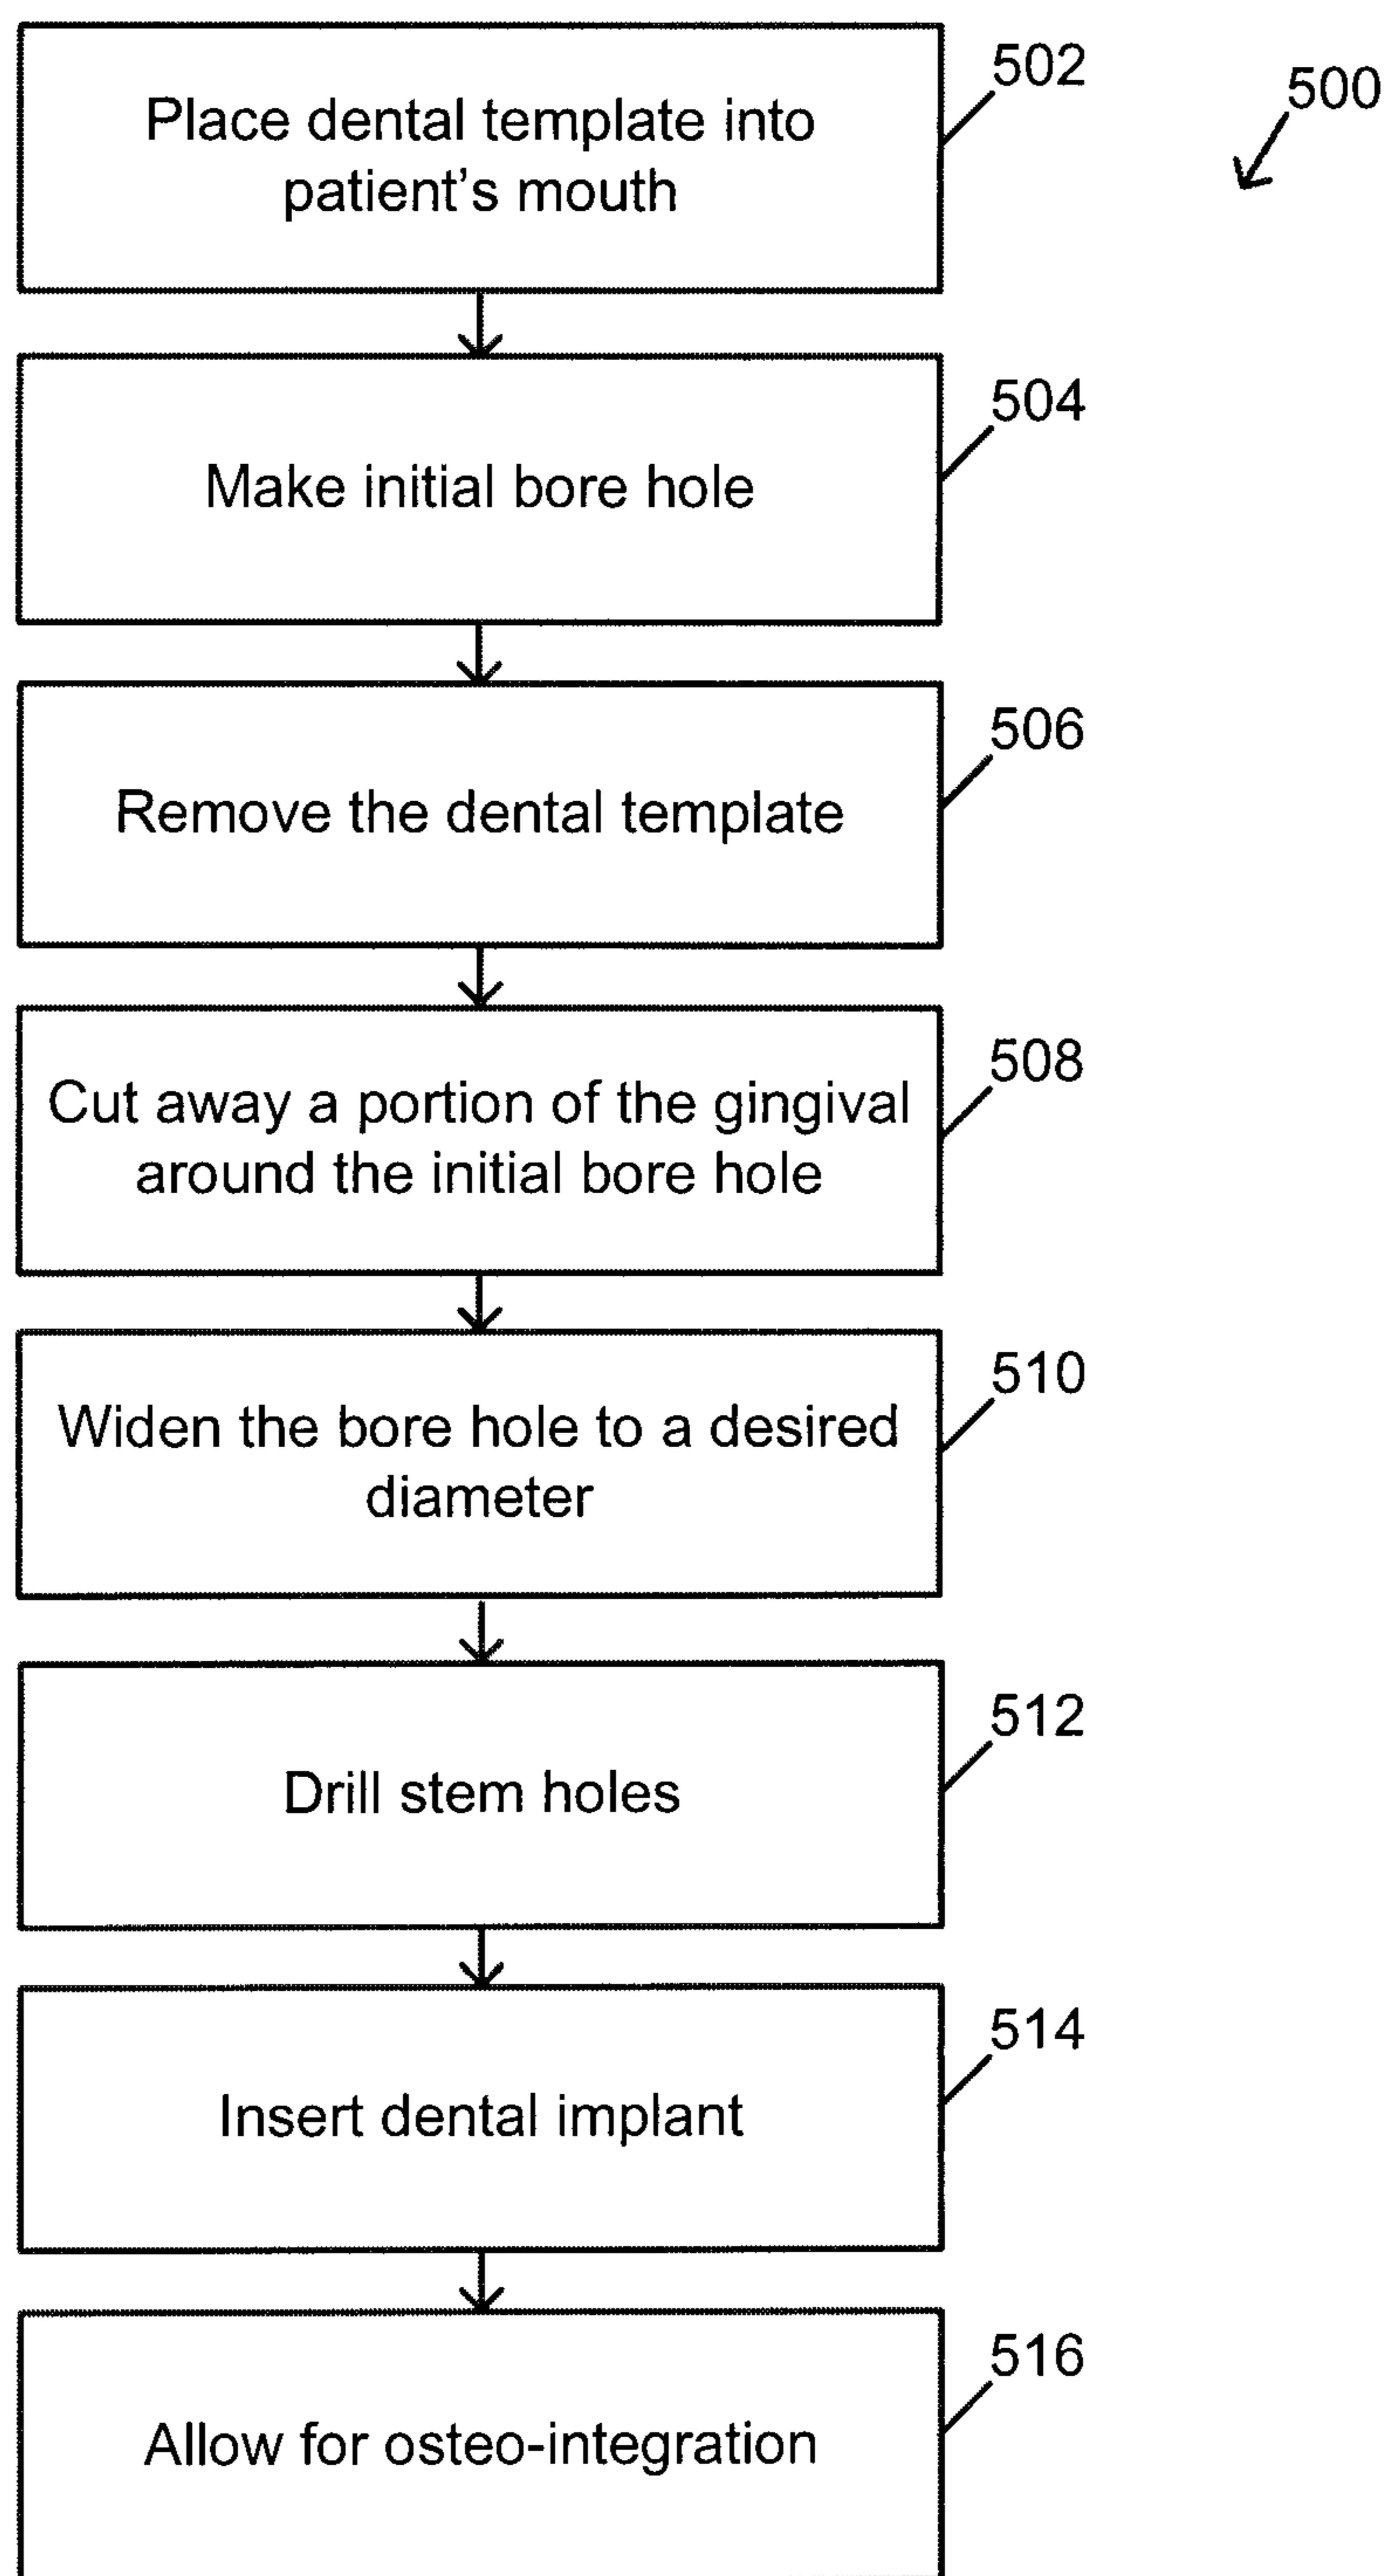 502
500
Place dental template into
patient's mouth
504
Make initial bore hole
506
Remove the dental template
508
Cut away a portion of the gingival
around the initial bore hole
510
Widen the bore hole to a desired
diameter
512
Drill stem holes
514
Insert dental implant
516
Allow for osteo-integration